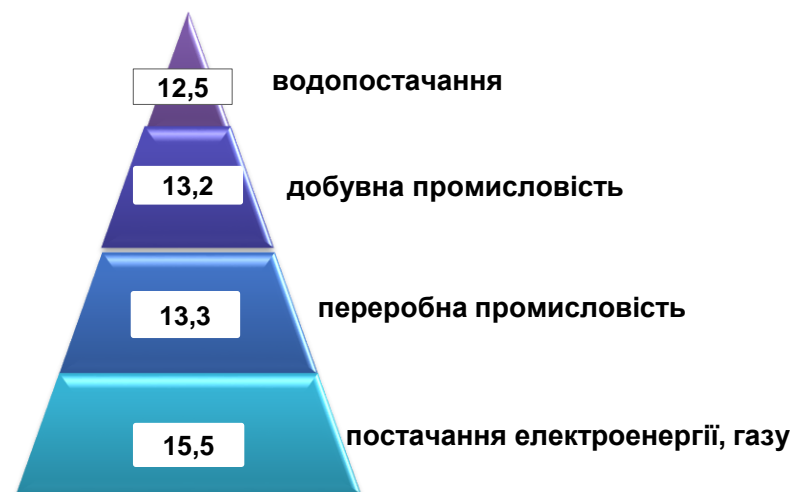 12,5 водопостачання
13,2 добувна промисловість
13,3 переробна промисловість
15,5 постачання електроенергії, газу